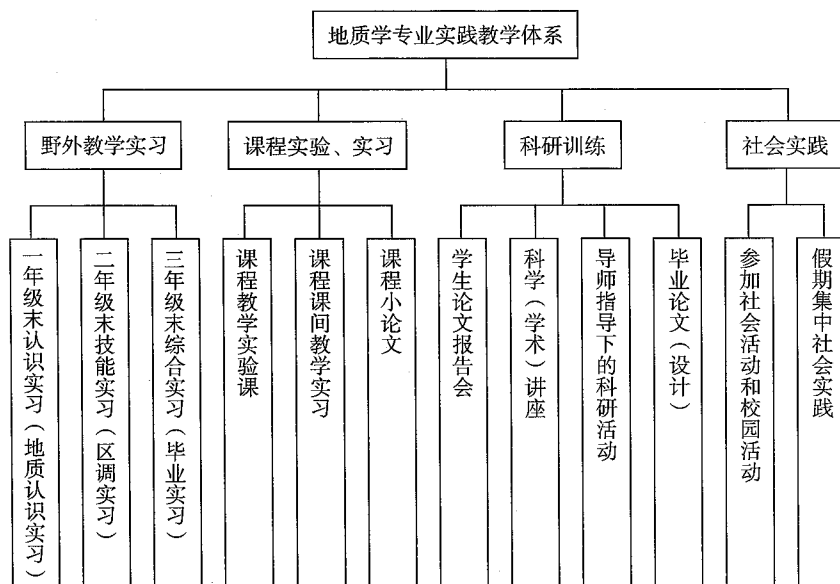 地质学专业实践教学体系
野外教学实习
课程实验、实习
科研训练
社会实践
一年级末认识实习(地质认识实习)
二年级末技能实习(区调实习)
三年级末综合实习(毕业实习)
课程教学实验课
课程课间教学实习
课程小论文
学生论文报告会
科学(学术)讲座
导师指导下的科研活动
毕业论文(设计)
参加社会活动和校园活动
假期集中社会实践